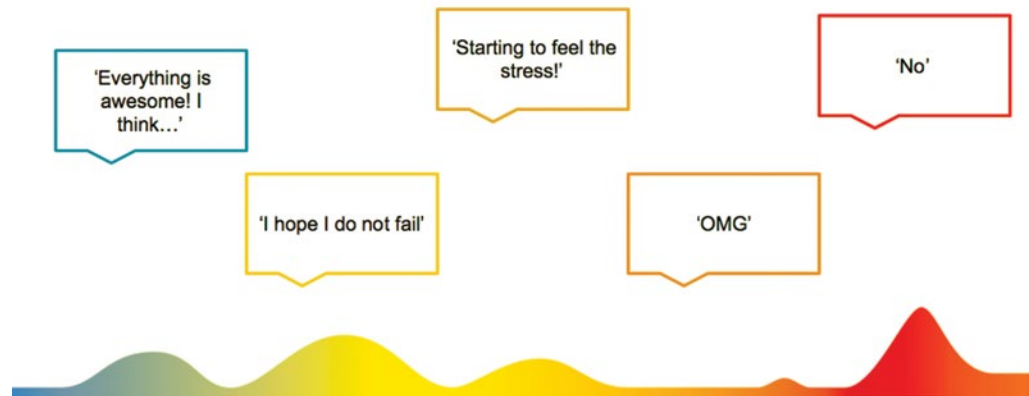 ‘Everything is
awesome! I
think…’
‘I hope I do not fail’
‘Starting to feel the
stress!’
‘OMG’
‘No’